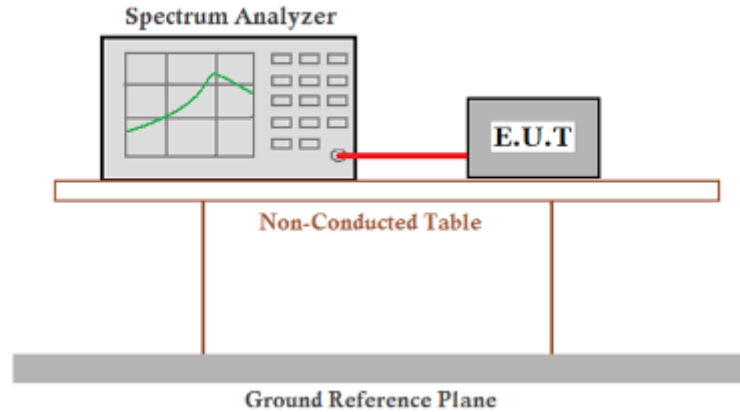 Spectrum Analyzer
E.U.T
Non-Conducted Table
Ground Reference Plane